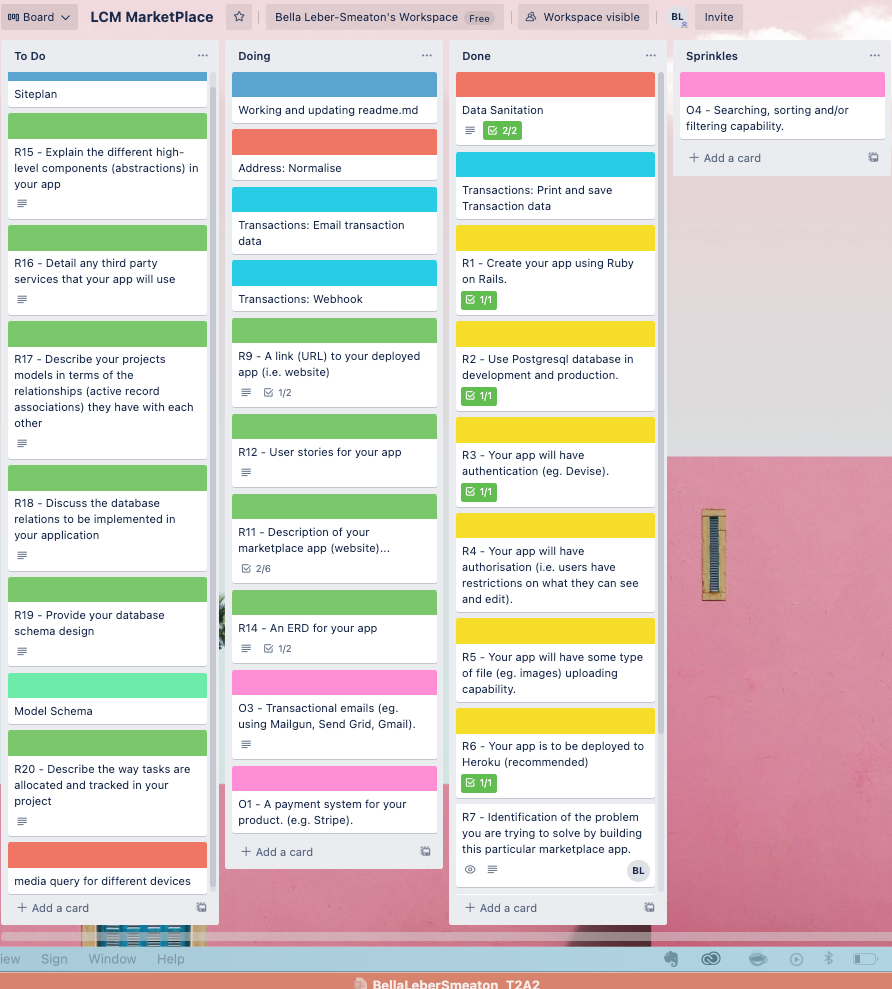 Board
LCM MarketPlace
Bella Leber-Smeaton's Workspace Free
Workspace visible
BL
Invite
To Do
Siteplan
R15 - Explain the different high-
level components (abstractions) in
your app
R16 - Detail any third party
services that your app will use
R17 - Describe your projects
models in terms of the
relationships (active record
associations) they have with each
other
R18 - Discuss the database
relations to be implemented in
your application
R19 - Provide your database
schema design
Model Schema
R20 - Describe the way tasks are
allocated and tracked in your
project
media query for different devices
+ Add a card
Doing
Working and updating readme.md
Address: Normalise
Transactions: Email transaction
data
Transactions: Webhook
R9 - A link (URL) to your deployed
app (i.e. website)
1/2
R12 - User stories for your app
R11 - Description of your
marketplace app (website)...
2/6
R14 - An ERD for your app
1/2
O3 - Transactional emails (eg.
using Mailgun, Send Grid, Gmail).
O1 - A payment system for your
product. (e.g. Stripe).
+ Add a card
Done
Data Sanitation
2/2
Transactions: Print and save
Transaction data
R1 - Create your app using Ruby
on Rails.
1/1
R2 - Use Postgresql database in
development and production.
1/1
R3 - Your app will have
authentication (eg. Devise).
1/1
R4 - Your app will have
authorisation (i.e. users have
restrictions on what they can see
and edit).
R5 - Your app will have some type
of file (eg. images) uploading
capability.
R6 - Your app is to be deployed to
Heroku (recommended)
1/1
R7 - Identification of the problem
you are trying to solve by building
this particular marketplace app.
BL
+ Add a card
Sprinkles
O4 - Searching, sorting and/or
filtering capability.
+ Add a card
iew Sign Window Help
BellaLeberSmeaton_T2A2